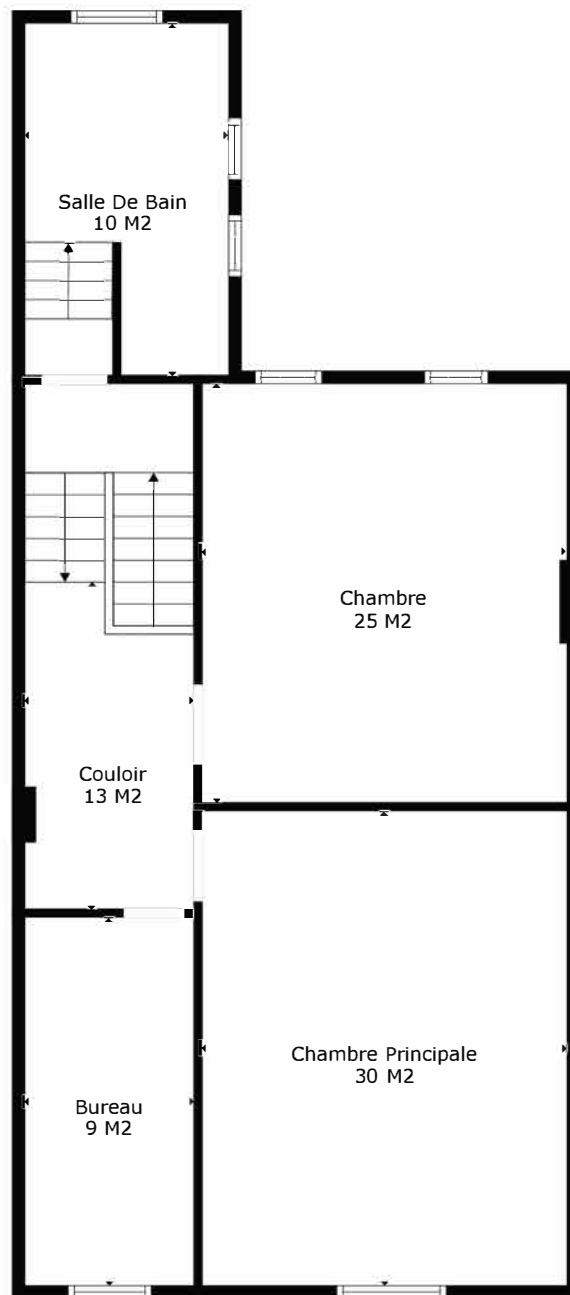 Salle De Bain
10 M2
Chambre
25 M2
Couloir
13 M2
Chambre Principale
30 M2
Bureau
9 M2